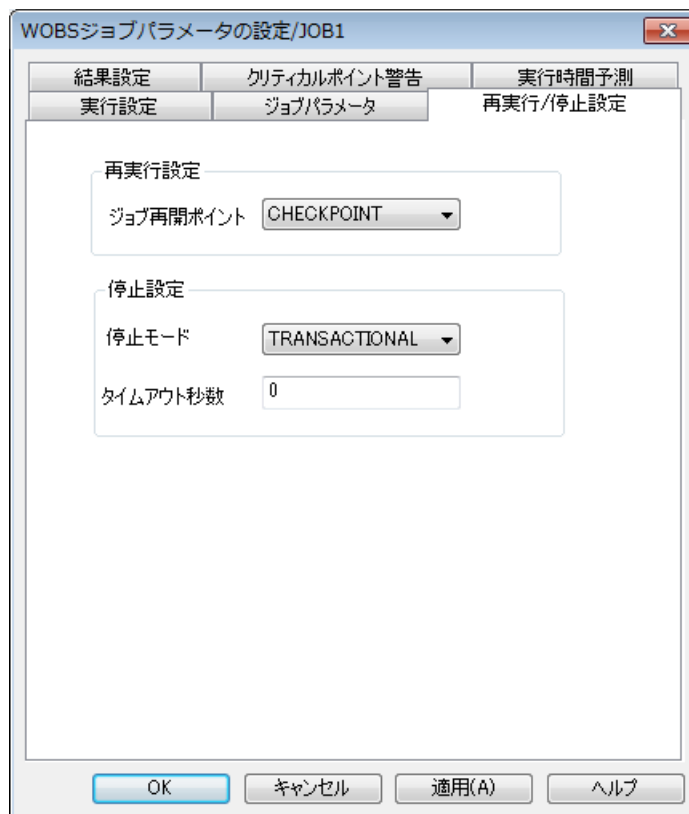 WOBSジョブパラメータの設定/JOB1
結果設定
クリティカルポイント警告
実行時間予測
実行設定
ジョブパラメータ
再実行/停止設定
再実行設定
ジョブ再開ポイント
CHECKPOINT
停止設定
停止モード
TRANSACTIONAL
タイムアウト秒数
0
OK
キャンセル
適用(A)
ヘルプ